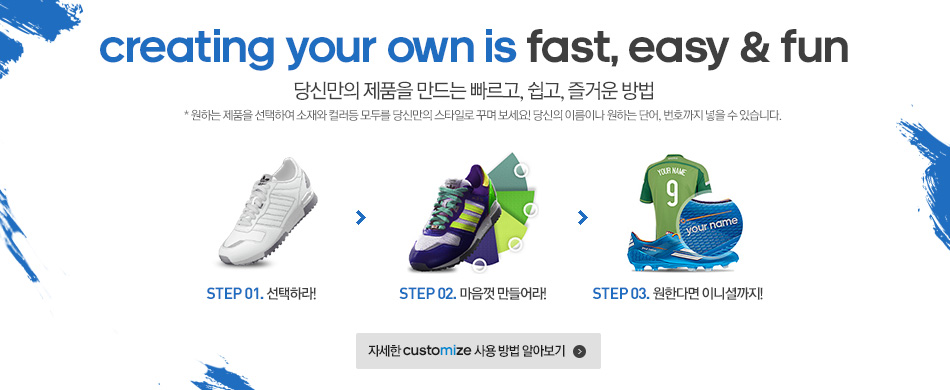 creating your own is fast, easy & fun
당신만의 제품을 만드는 빠르고, 쉽고, 즐거운 방법
* 원하는 제품을 선택하여 소재와 컬러등 모두를 당신만의 스타일로 꾸며 보세요! 당신의 이름이나 원하는 단어, 번호까지 넣을 수 있습니다.
YOUR NAME
9
your name
STEP 01. 선택하라!
STEP 02. 마음껏 만들어라!
STEP 03. 원한다면 이니셜까지!
자세한 customize 사용 방법 알아보기